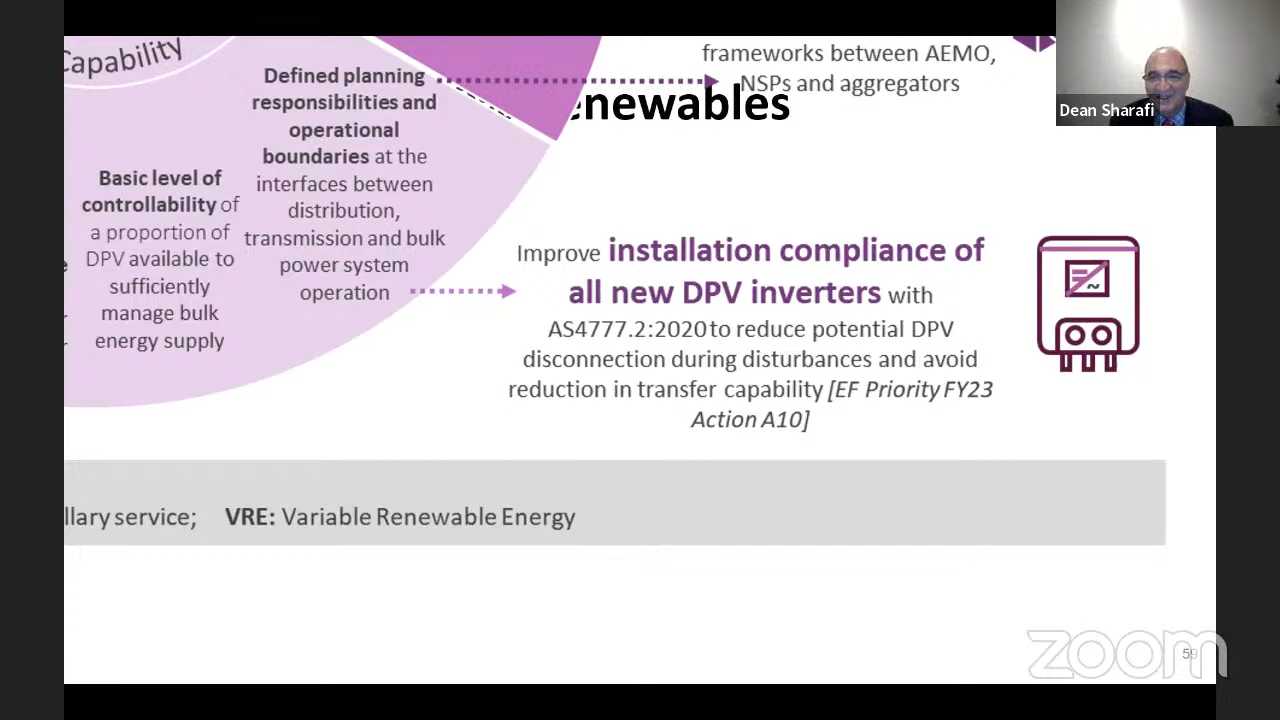 Capability
Defined planning
responsibilities and
operational
boundaries at the
interfaces between
distribution,
transmission and bulk
power system
operation
Basic level of
controllability of
a proportion of
DPV available to
sufficiently
manage bulk
energy supply
frameworks between AEMO,
NSPs and aggregators
enewables
Improve installation compliance of
all new DPV inverters with
AS4777.2:2020 to reduce potential DPV
disconnection during disturbances and avoid
reduction in transfer capability [EF Priority FY23
Action A10]
llary service; VRE: Variable Renewable Energy
Dean Sharafi
zoom
59